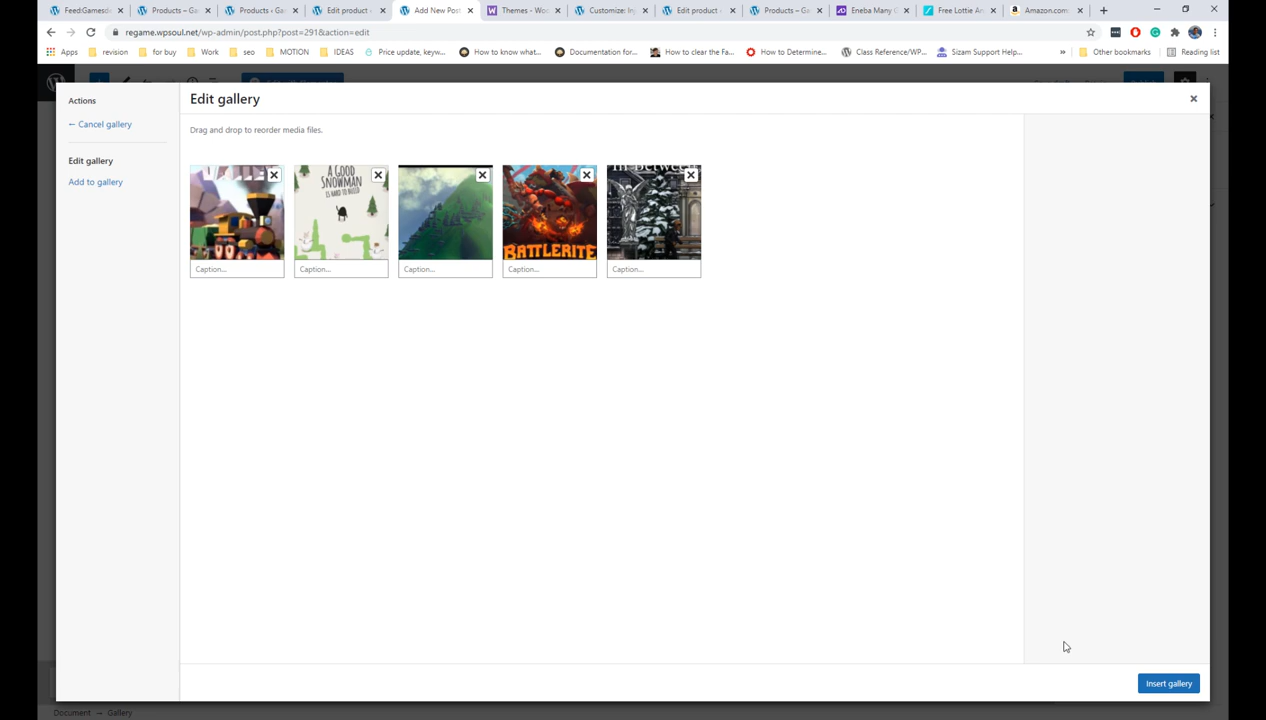 Feed:Gamesde
Products – Ga
Products ‹ Ga
Edit product
Add New Post
Themes - Woo
Customize: In
Edit product
Products – Ga
Eneba Many G
Free Lottie An
Amazon.com:
regame.wpsoul.net/wp-admin/post.php?post=291&action=edit
Apps
revision
for buy
Work
seo
MOTION
IDEAS
Price update, keyw...
How to know what...
Documentation for...
How to clear the Fa...
How to Determine...
Class Reference/WP...
Sizam Support Help...
»
Other bookmarks
Reading list
Actions
Edit gallery
← Cancel gallery
Drag and drop to reorder media files.
Edit gallery
Add to gallery
A GOOD
SNOWMAN
IS HARD TO BUILD
BATTLERITE
Caption...
Caption...
Caption...
Caption...
Caption...
Insert gallery
Document → Gallery